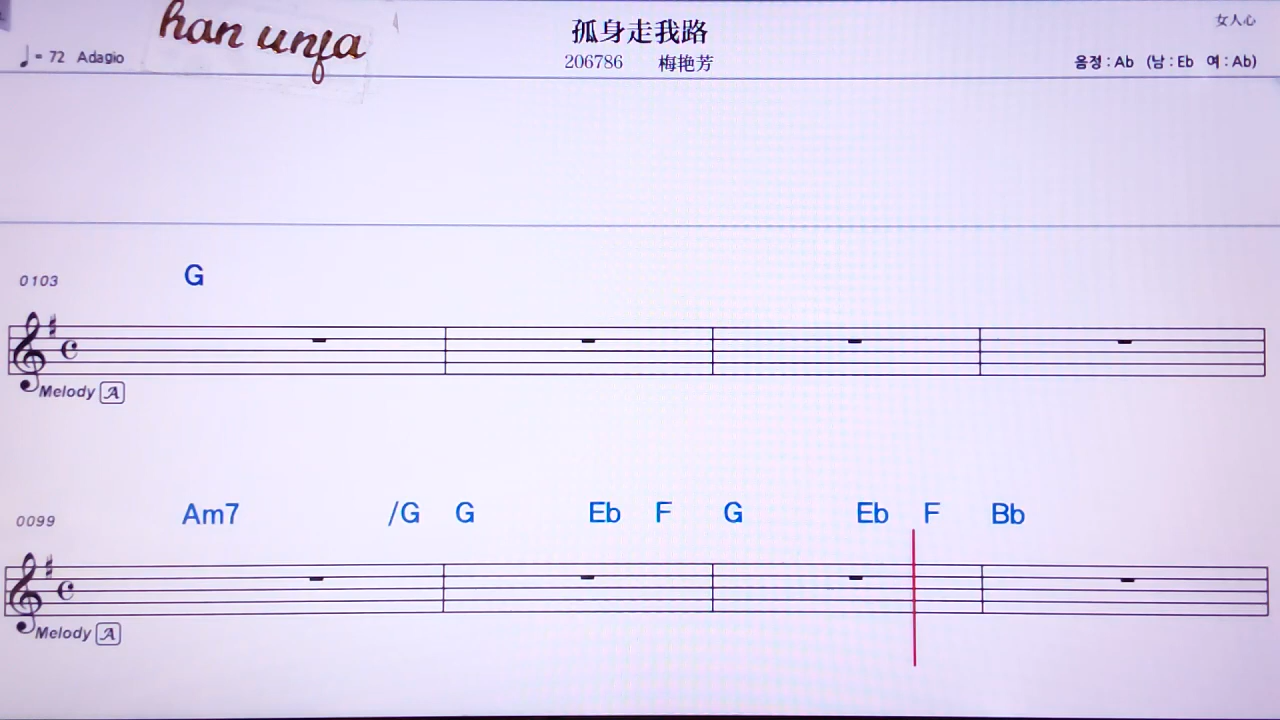 han unfa
孤身走我路
女人心
♩= 72 Adagio
206786 梅艳芳
음정 : Ab (남 : Eb 여 : Ab)
0103
G
Melody A
0099
Am7 /G G Eb F G Eb F Bb
Melody A